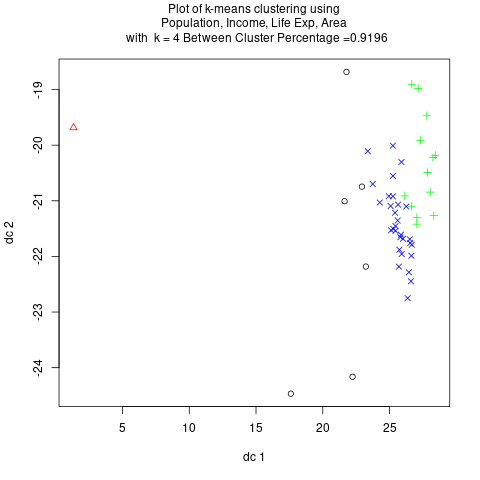 Plot of k-means clustering using
Population, Income, Life Exp, Area
with k = 4 Between Cluster Percentage =0.9196
-19
-20
-21
-22
-23
-24
dc 2
5 10 15 20 25
dc 1